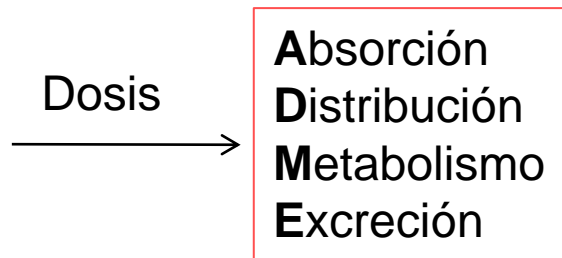 Dosis
Absorción
Distribución
Metabolismo
Excreción